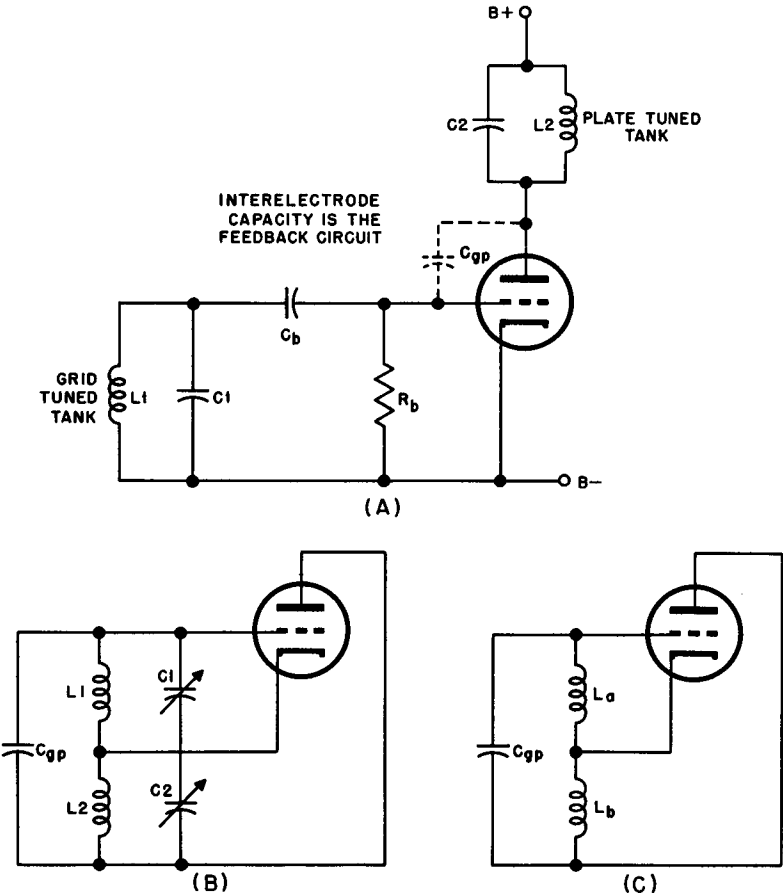 B+
C2
L2
PLATE TUNED
TANK
INTERELECTRODE
CAPACITY IS THE
FEEDBACK CIRCUIT
Cgp
Cb
GRID
TUNED
TANK
L1
C1
Rb
B−
(A)
L1
C1
Cgp
L2
C2
(B)
La
Cgp
Lb
(C)